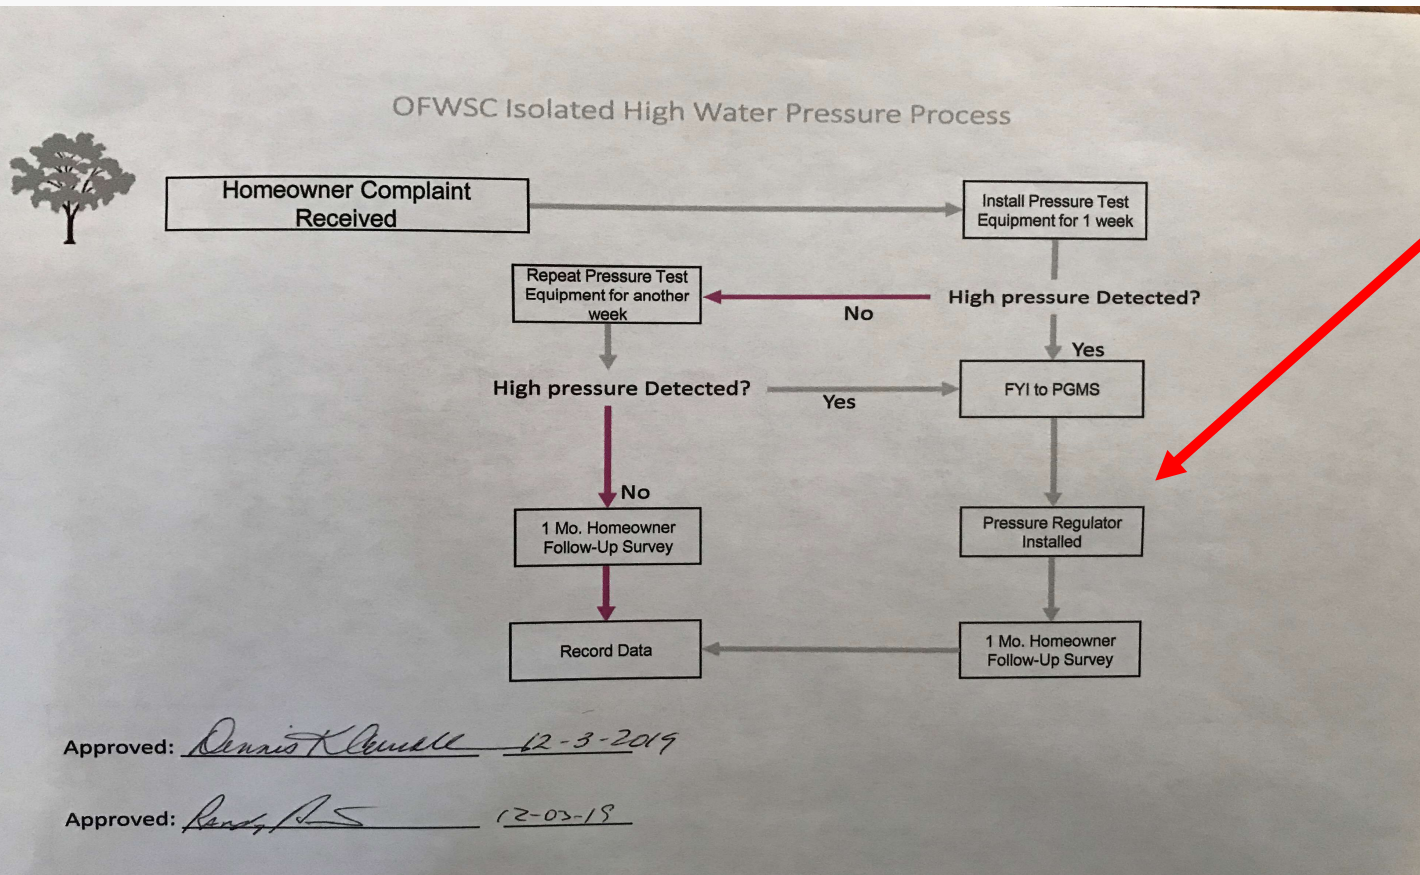 OFWSC Isolated High Water Pressure Process
Homeowner Complaint
Received
Install Pressure Test
Equipment for 1 week
Repeat Pressure Test
Equipment for another
week
No
High pressure Detected?
Yes
High pressure Detected?
Yes
FYI to PGMS
No
1 Mo. Homeowner
Follow-Up Survey
Pressure Regulator
Installed
Record Data
1 Mo. Homeowner
Follow-Up Survey
Approved: Dennis K 12-3-2019
Approved: Randy 12-03-19